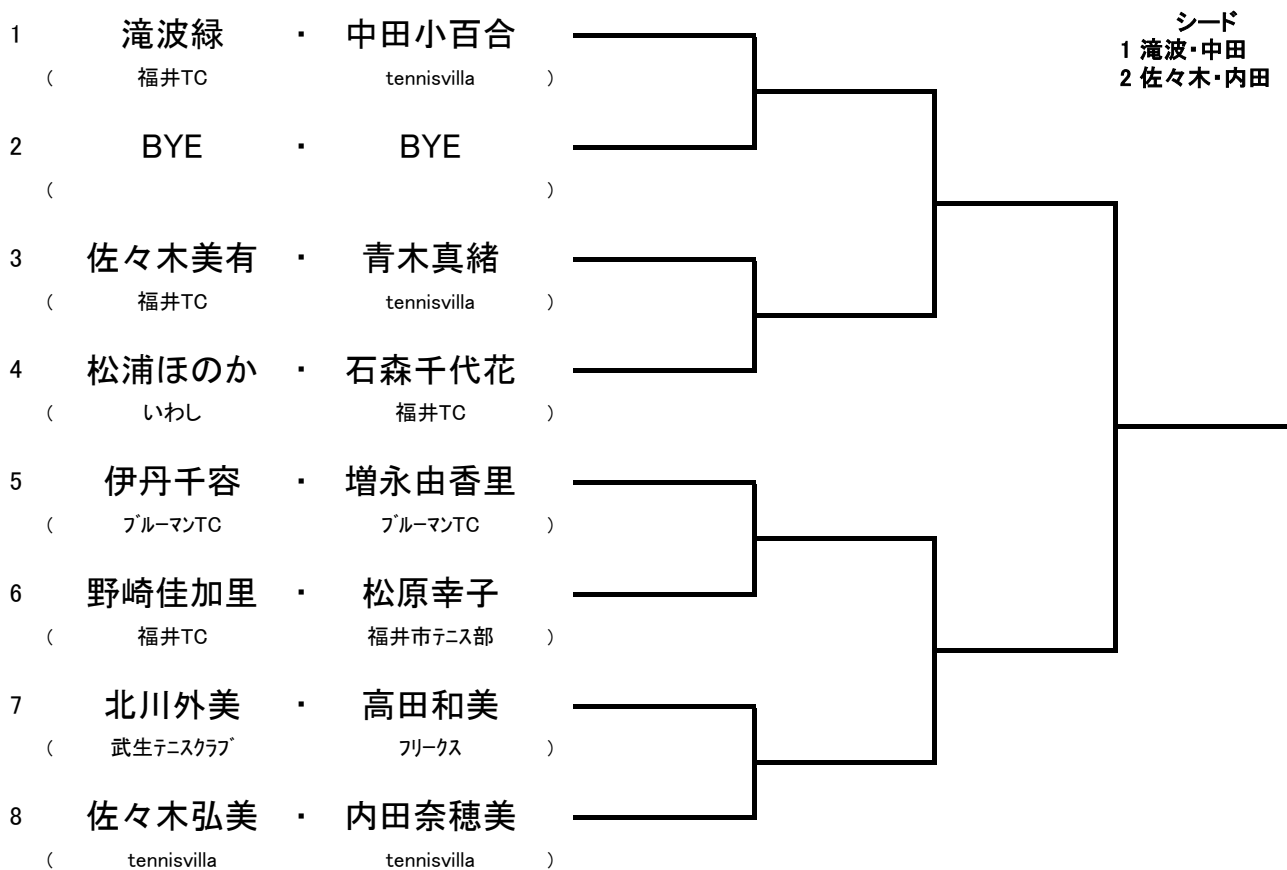 シード
1 滝波・中田
2 佐々木・内田
1 滝波緑 ・ 中田小百合
( 福井TC tennisvilla )
2 BYE ・ BYE
( )
3 佐々木美有 ・ 青木真緒
( 福井TC tennisvilla )
4 松浦ほのか ・ 石森千代花
( いわし 福井TC )
5 伊丹千容 ・ 増永由香里
( ﾌﾞﾙｰﾏﾝTC ﾌﾞﾙｰﾏﾝTC )
6 野崎佳加里 ・ 松原幸子
( 福井TC 福井市ﾃﾆｽ部 )
7 北川外美 ・ 高田和美
( 武生ﾃﾆｽｸﾗﾌﾞ ﾌﾘｰｸｽ )
8 佐々木弘美 ・ 内田奈穂美
( tennisvilla tennisvilla )